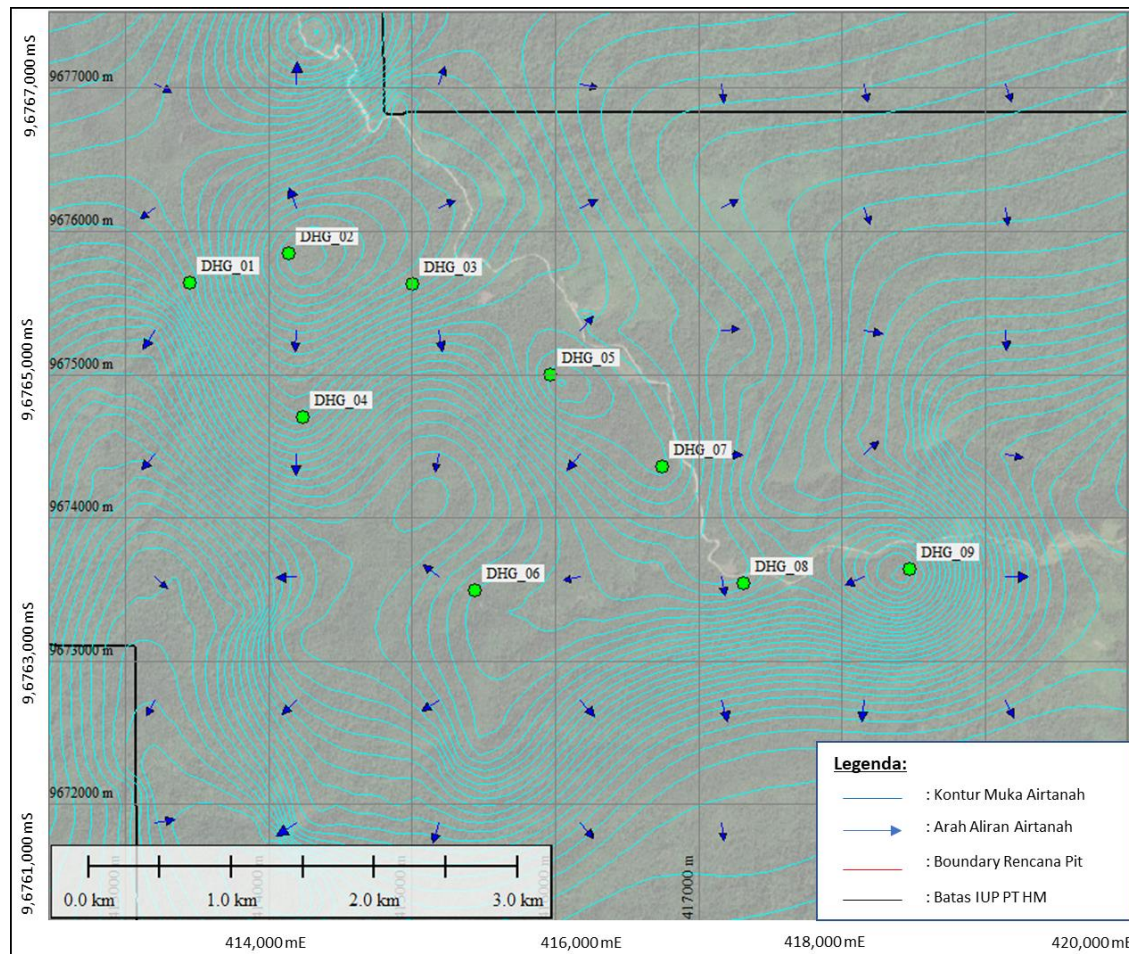 9677000 m
9,6767,000 mS
9676000 m
DHG_02
DHG_01
DHG_03
9675000 m
9,6765,000 mS
DHG_05
DHG_04
DHG_07
9674000 m
DHG_09
DHG_08
DHG_06
9673000 m
9,6763,000 mS
9672000 m
9,6761,000 mS
0.0 km 1.0 km 2.0 km 3.0 km
417000 m
Legenda:
: Kontur Muka Airtanah
: Arah Aliran Airtanah
: Boundary Rencana Pit
: Batas IUP PT HM
414,000 mE 416,000 mE 418,000 mE 420,000 mE